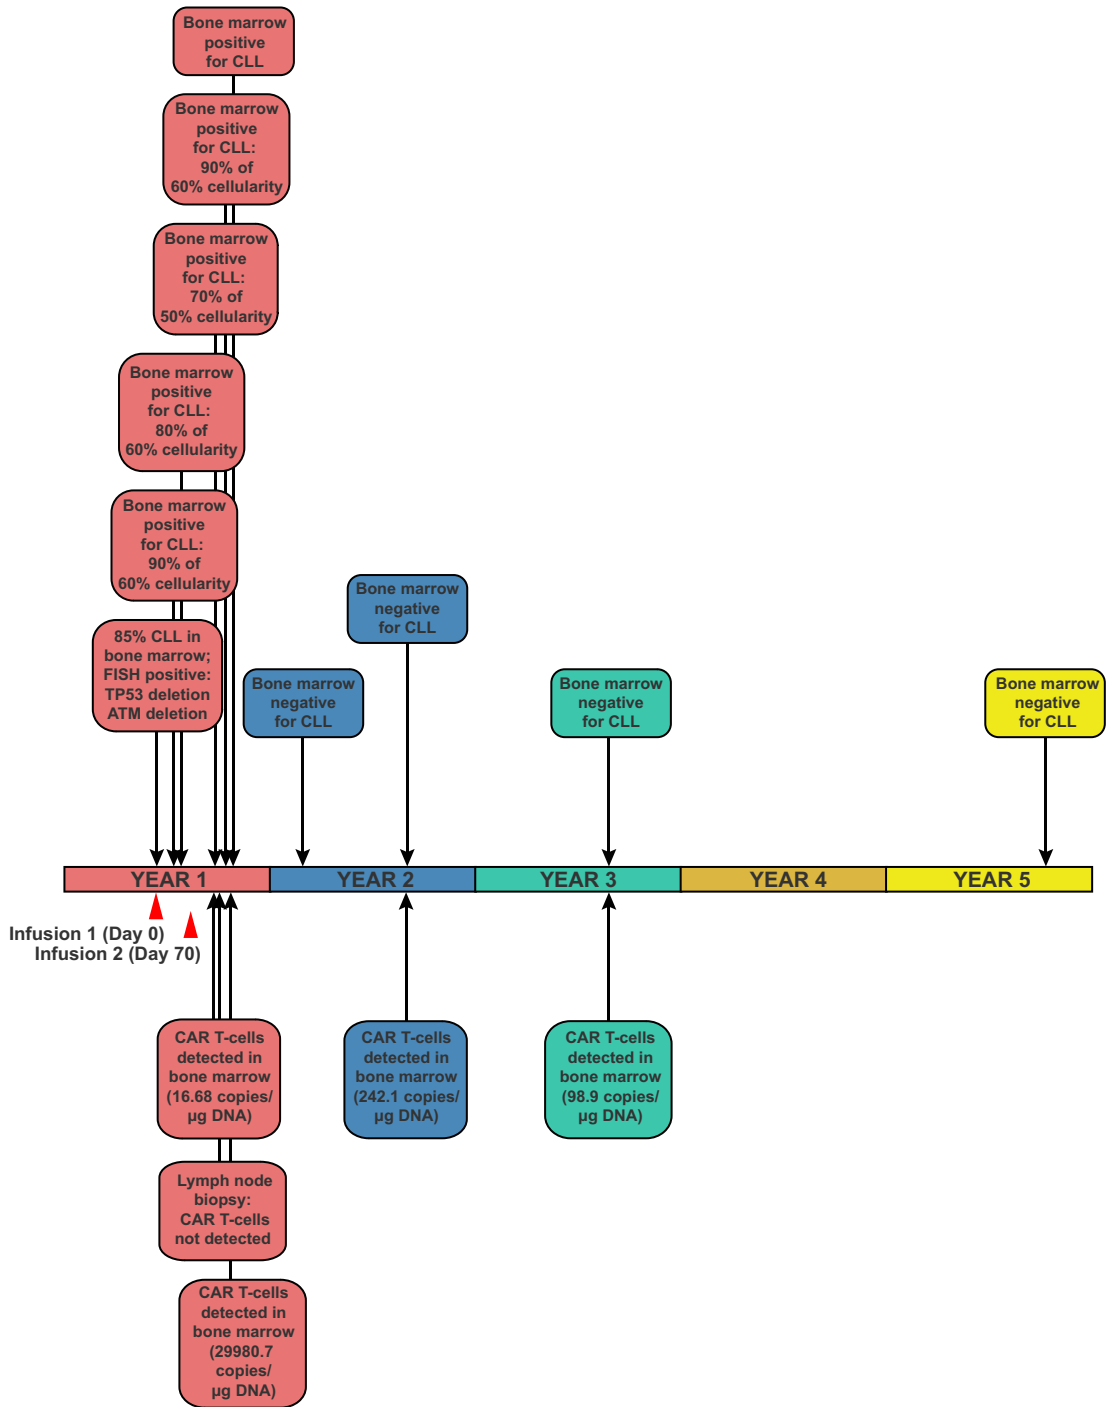 Bone marrow
positive
for CLL
Bone marrow
positive
for CLL:
90% of
60% cellularity
Bone marrow
positive
for CLL:
70% of
50% cellularity
Bone marrow
positive
for CLL:
80% of
60% cellularity
Bone marrow
positive
for CLL:
90% of
60% cellularity
85% CLL in
bone marrow;
FISH positive:
TP53 deletion
ATM deletion
Bone marrow
negative
for CLL
Bone marrow
negative
for CLL
Bone marrow
negative
for CLL
Bone marrow
negative
for CLL
YEAR 1
YEAR 2
YEAR 3
YEAR 4
YEAR 5
Infusion 1 (Day 0)
Infusion 2 (Day 70)
CAR T-cells
detected in
bone marrow
(16.68 copies/
µg DNA)
CAR T-cells
detected in
bone marrow
(242.1 copies/
µg DNA)
CAR T-cells
detected in
bone marrow
(98.9 copies/
µg DNA)
Lymph node
biopsy:
CAR T-cells
not detected
CAR T-cells
detected in
bone marrow
(29980.7
copies/
µg DNA)